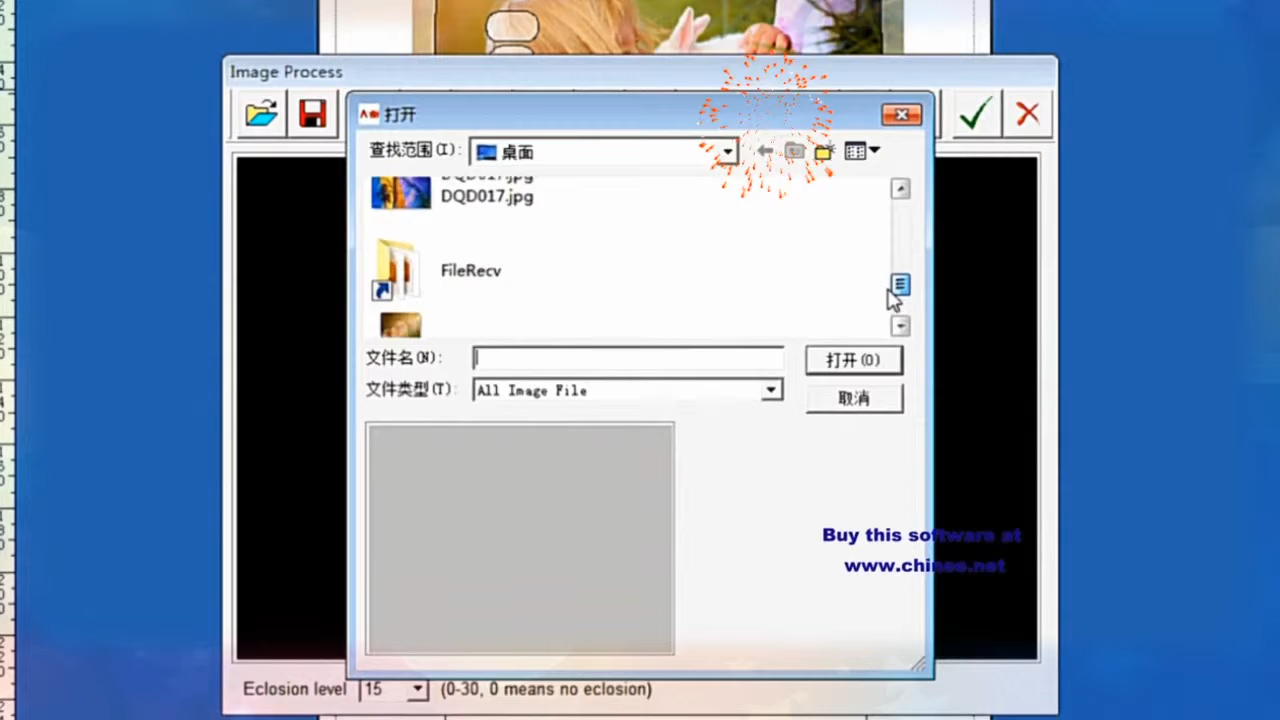 Image Process
打开
查找范围(I):
桌面
DQD017.jpg
DQD017.jpg
FileRecv
文件名(N):
打开(O)
文件类型(T):
All Image File
取消
Buy this software at
www.chinee.net
Eclosion level
15
(0-30, 0 means no eclosion)